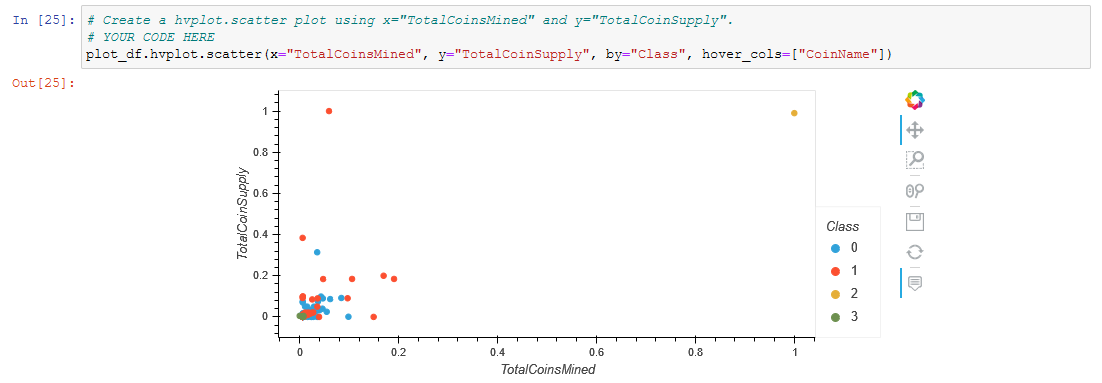 In [25]: # Create a hvplot.scatter plot using x="TotalCoinsMined" and y="TotalCoinSupply".
# YOUR CODE HERE
plot_df.hvplot.scatter(x="TotalCoinsMined", y="TotalCoinSupply", by="Class", hover_cols=["CoinName"])
Out[25]:
TotalCoinSupply
1
0.8
0.6
0.4
0.2
0
0 0.2 0.4 0.6 0.8 1
TotalCoinsMined
Class
0
1
2
3